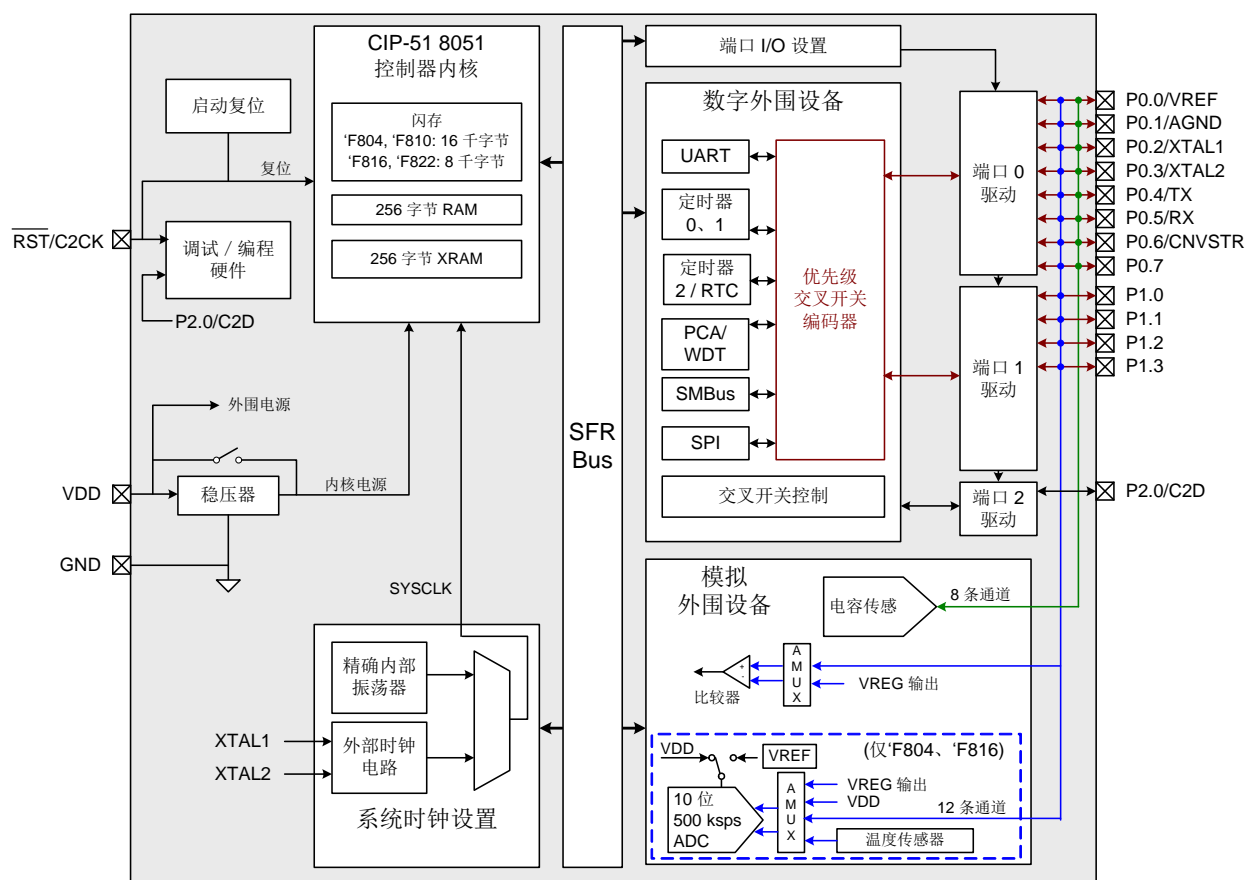 CIP-51 8051
控制器内核
闪存
‘F804, ‘F810: 16 千字节
‘F816, ‘F822: 8 千字节
256 字节 RAM
256 字节 XRAM
启动复位
复位
RST/C2CK
调试 / 编程
硬件
P2.0/C2D
外围电源
VDD
稳压器
内核电源
GND
SYSCLK
精确内部
振荡器
外部时钟
电路
XTAL1
XTAL2
系统时钟设置
SFR
Bus
端口 I/O 设置
数字外围设备
UART
定时器
0、1
定时器
2 / RTC
PCA/
WDT
SMBus
SPI
优先级
交叉开关
编码器
交叉开关控制
端口 0
驱动
端口 1
驱动
端口 2
驱动
P0.0/VREF
P0.1/AGND
P0.2/XTAL1
P0.3/XTAL2
P0.4/TX
P0.5/RX
P0.6/CNVSTR
P0.7
P1.0
P1.1
P1.2
P1.3
P2.0/C2D
模拟
外围设备
电容传感
8 条通道
+
-
比较器
AMUX
VREG 输出
(仅‘F804、‘F816)
VDD
VREF
10 位
500 ksps
ADC
AMUX
VREG 输出
VDD
12 条通道
温度传感器